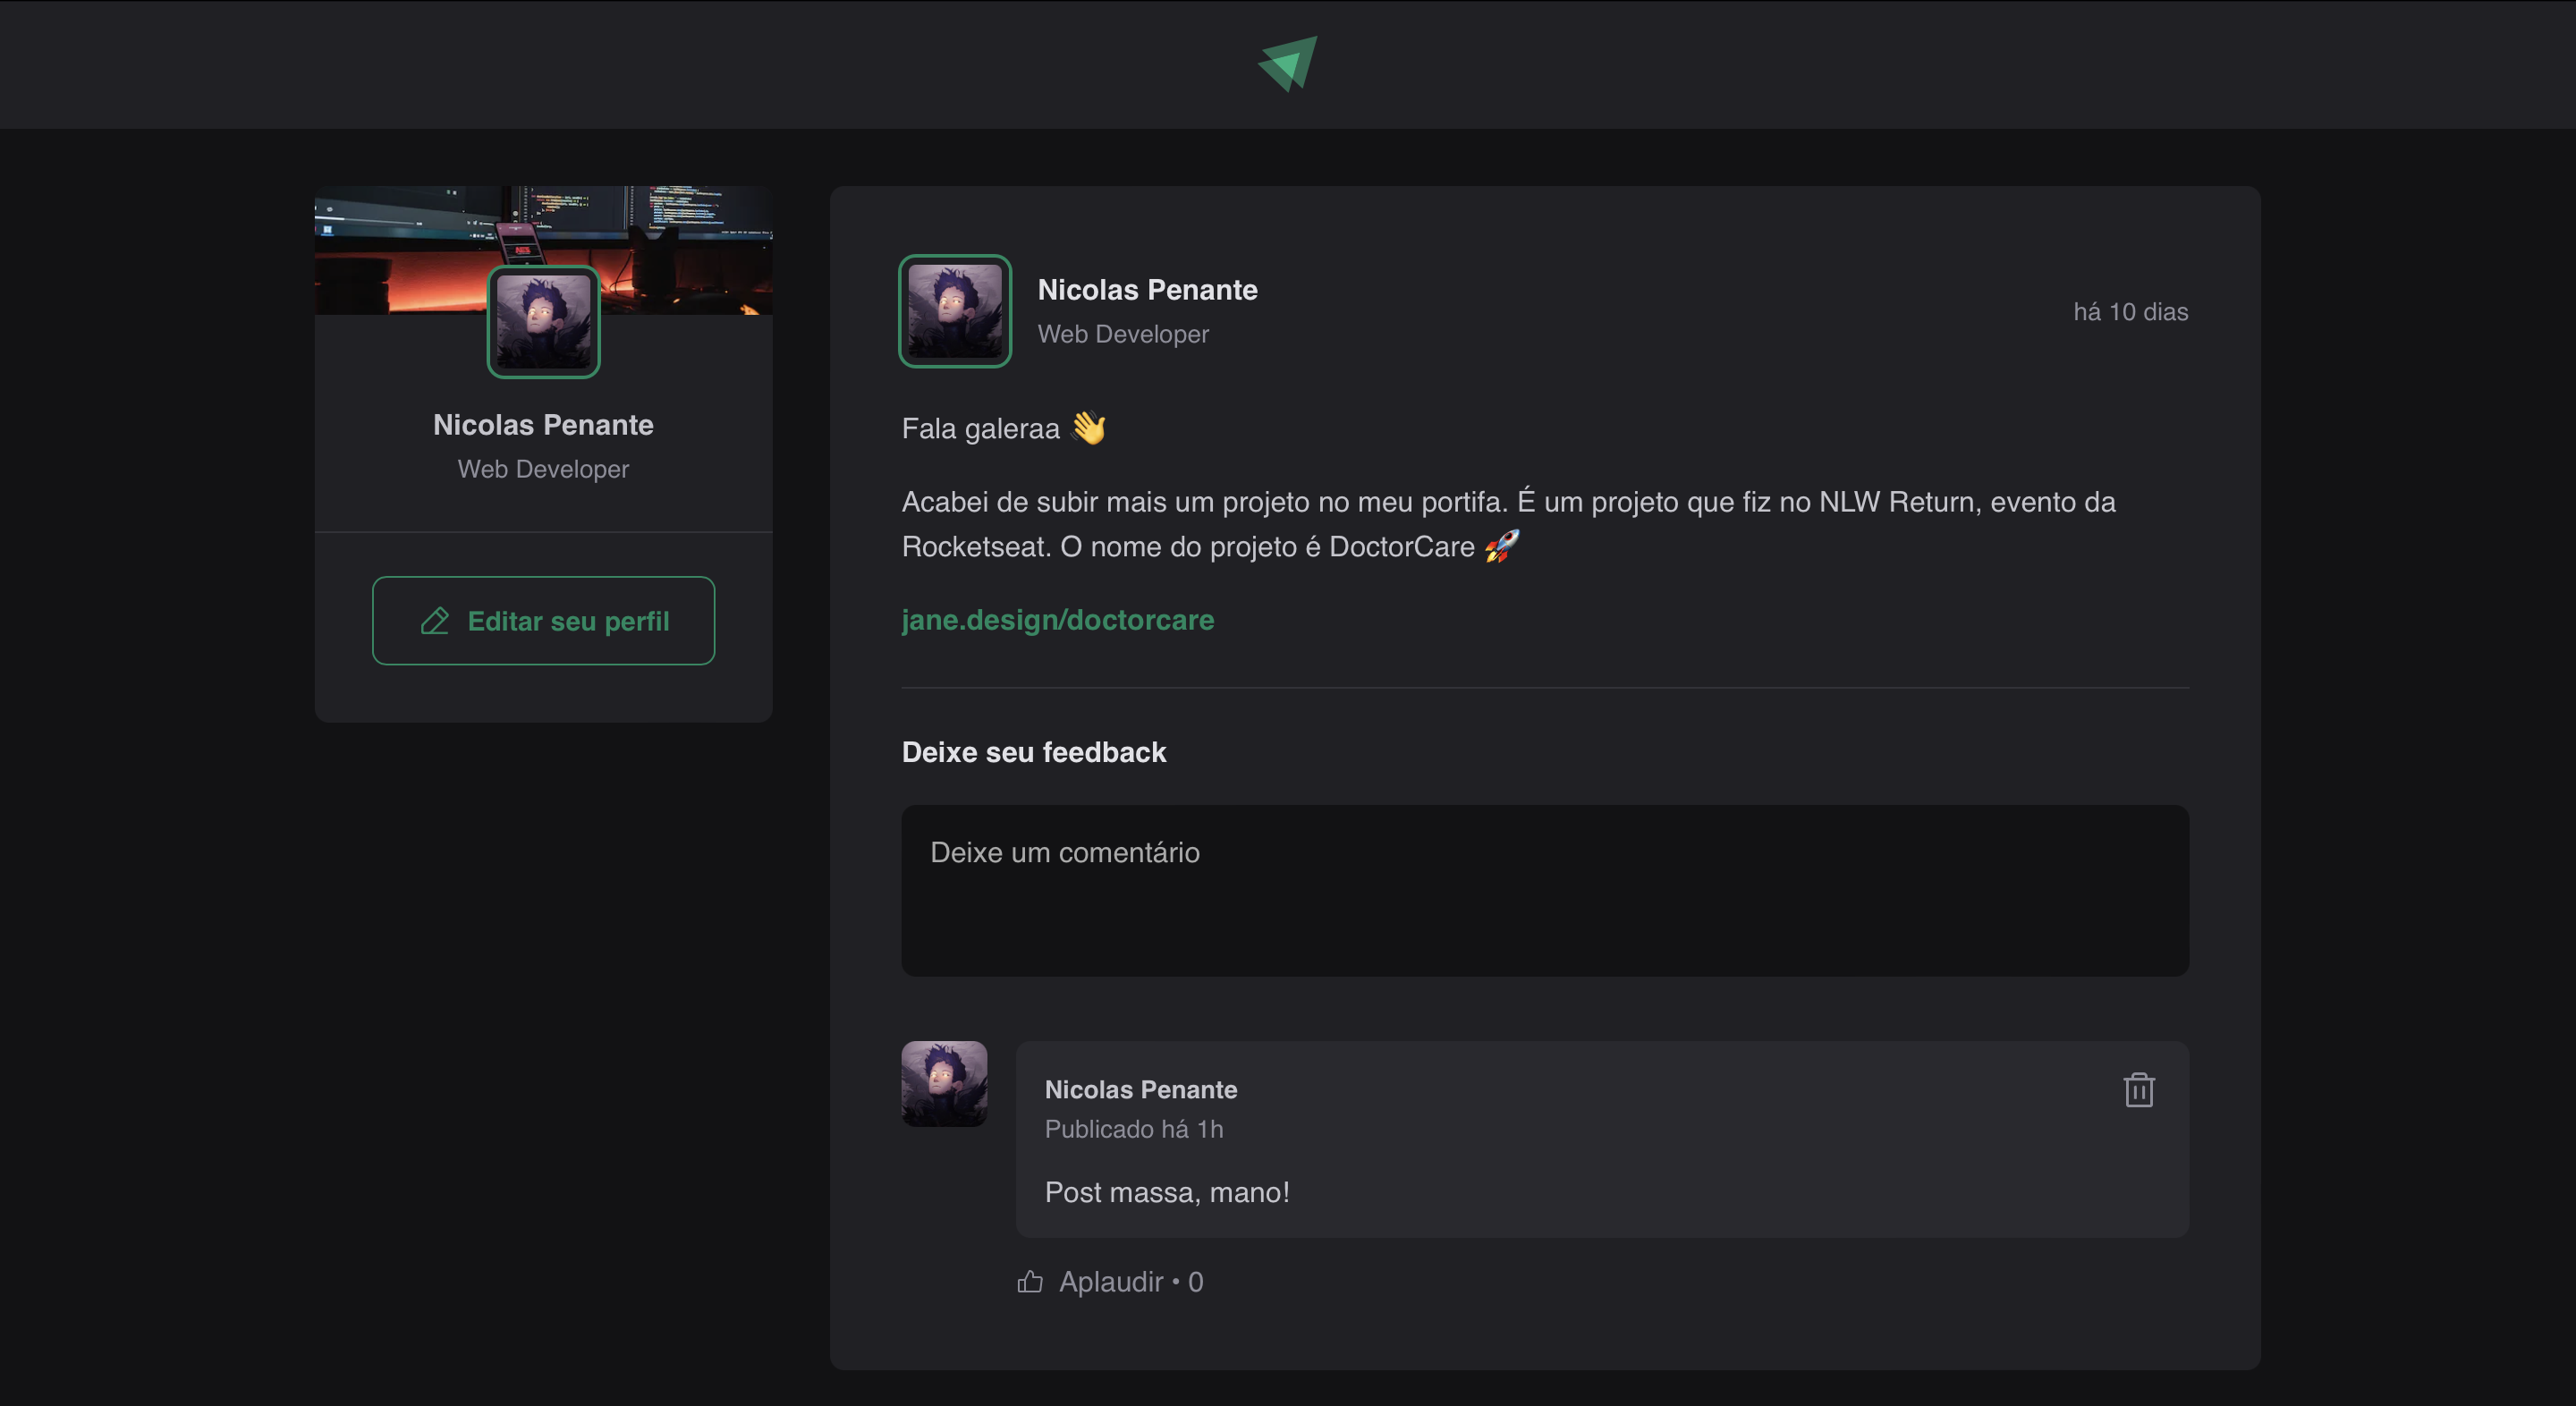 Nicolas Penante
Web Developer
Editar seu perfil
Nicolas Penante
Web Developer
há 10 dias
Fala galeraa 👋
Acabei de subir mais um projeto no meu portifa. É um projeto que fiz no NLW Return, evento da
Rocketseat. O nome do projeto é DoctorCare 🚀
jane.design/doctorcare
Deixe seu feedback
Deixe um comentário
Nicolas Penante
Publicado há 1h
Post massa, mano!
Aplaudir • 0